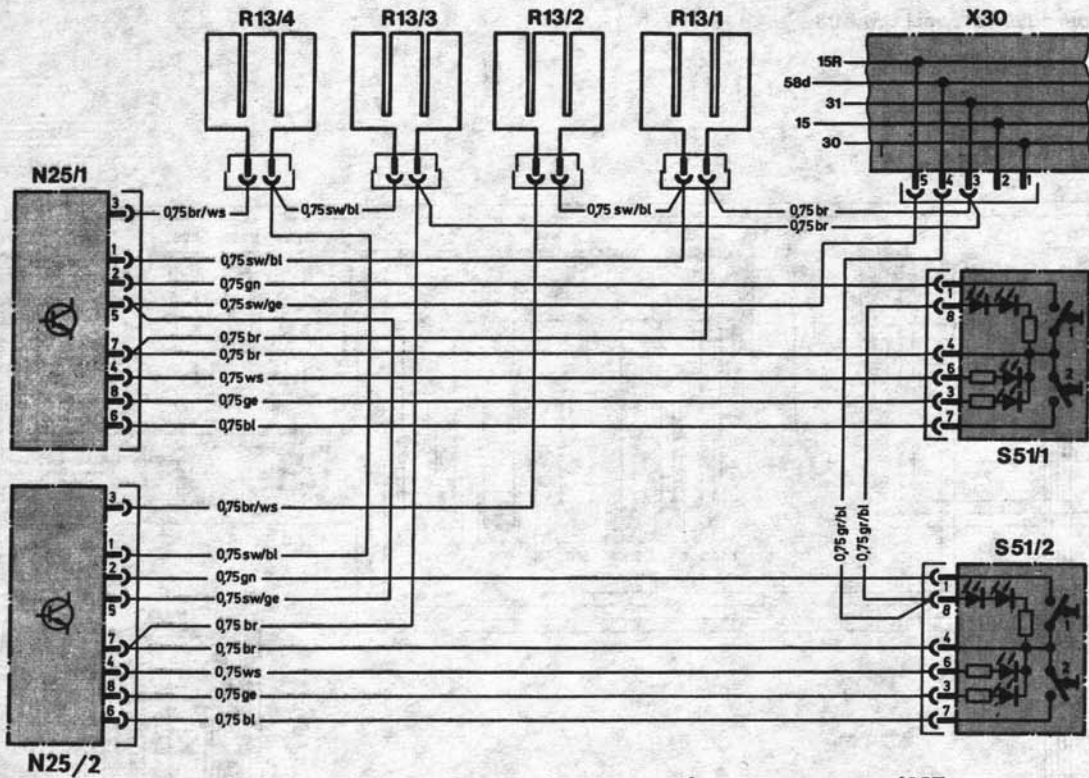 R13/4 R13/3 R13/2 R13/1 X30
15R
58d
31
15
30
5 4 3 2 1
N25/1
3 0,75 br/ws 0,75 sw/bl 0,75 sw/bl 0,75 br
0,75 br
1 0,75 sw/bl
2 0,75 gn 1
5 0,75 sw/ge 8
0,75 br
7 0,75 br 4
4 0,75 ws 6
8 0,75 ge 3
6 0,75 bl 7
1
2
S51/1
N25/2
3 0,75 br/ws
0,75 gr/bl
0,75 gr/bl
S51/2
1 0,75 sw/bl
2 0,75 gn 1
5 0,75 sw/ge 8
0,75 br
7 0,75 br 4
4 0,75 ws 6
8 0,75 ge 3
6 0,75 bl 7
1
2